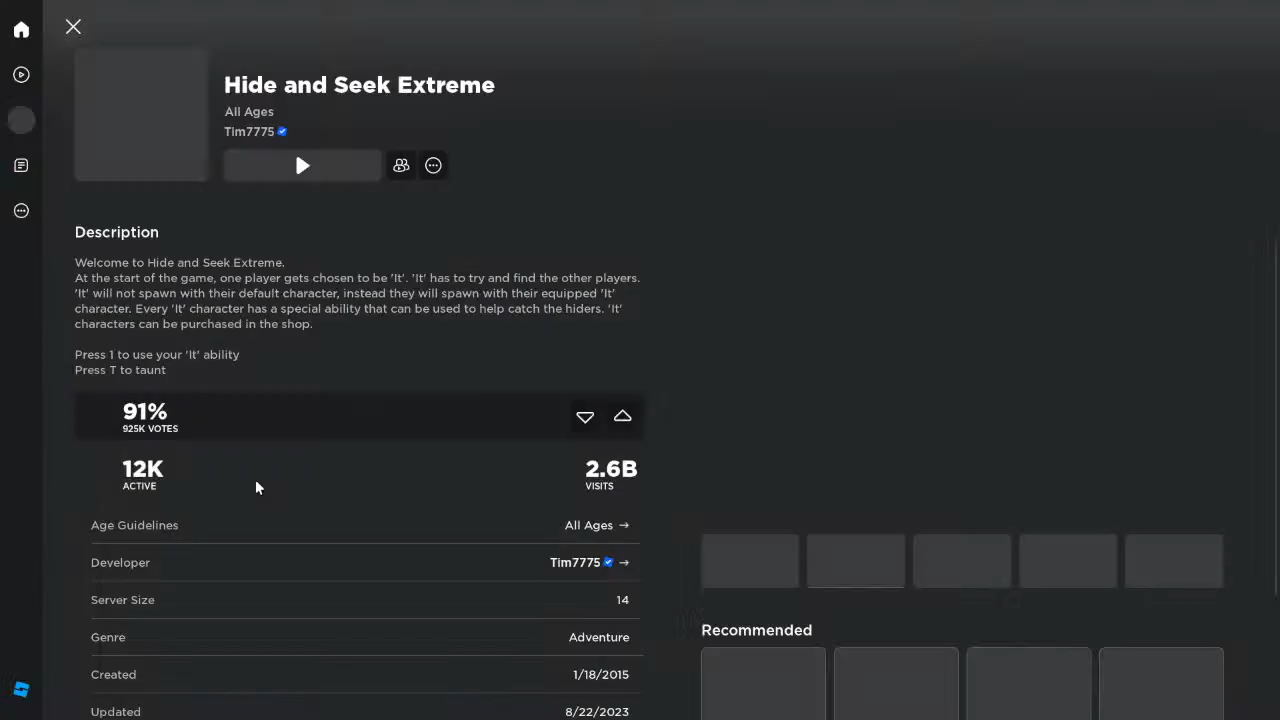 Hide and Seek Extreme
All Ages
Tim7775
Description
Welcome to Hide and Seek Extreme.
At the start of the game, one player gets chosen to be 'It'. 'It' has to try and find the other players.
'It' will not spawn with their default character, instead they will spawn with their equipped 'It'
character. Every 'It' character has a special ability that can be used to help catch the hiders. 'It'
characters can be purchased in the shop.
Press 1 to use your 'It' ability
Press T to taunt
91%
925K VOTES
12K
ACTIVE
2.6B
VISITS
Age Guidelines All Ages →
Developer Tim7775 →
Server Size 14
Genre Adventure
Created 1/18/2015
Updated 8/22/2023
Recommended